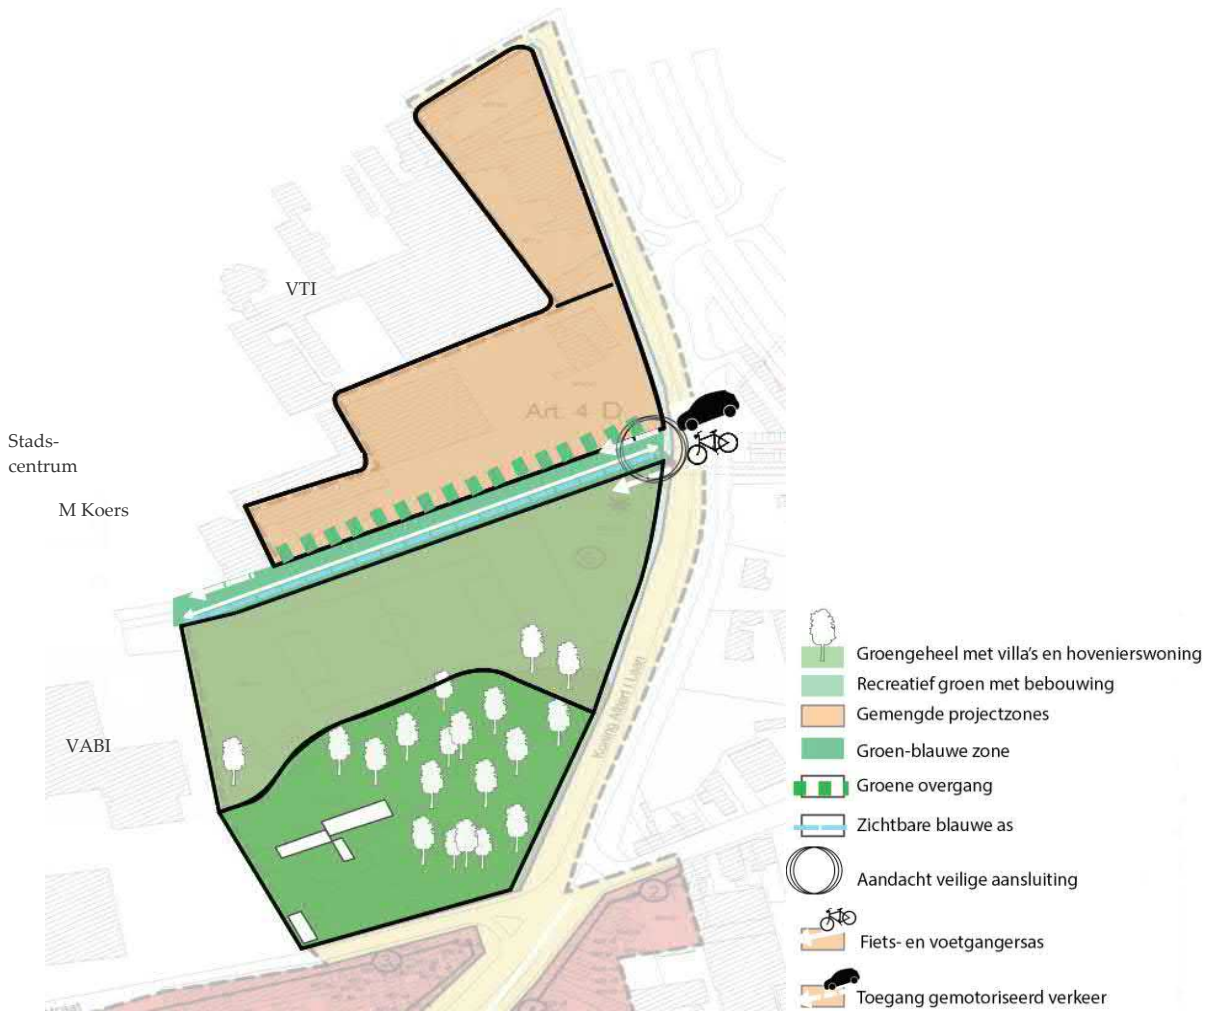 VTI
Art. 4 D
Stads-
centrum
M Koers
VABI
Koning Albert I Laan
Groengeheel met villa's en hovenierswoning
Recreatief groen met bebouwing
Gemengde projectzones
Groen-blauwe zone
Groene overgang
Zichtbare blauwe as
Aandacht veilige aansluiting
Fiets- en voetgangersas
Toegang gemotoriseerd verkeer
2
2